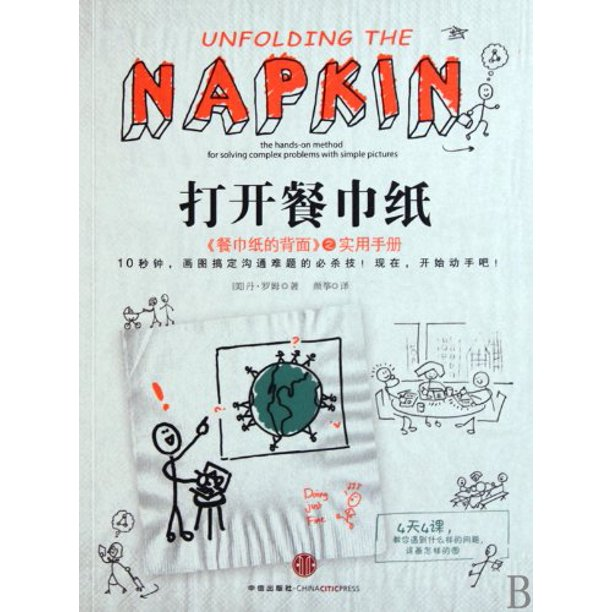 UNFOLDING THE
NAPKIN
the hands-on method
for solving complex problems with simple pictures
打开餐巾纸
《餐巾纸的背面》之实用手册
10秒钟，画图搞定沟通难题的必杀技！现在，开始动手吧！
[美]丹·罗姆◎著 颜筝◎译
!
?
?
?
Doing
Just
Fine
4天4课，
教你遇到什么样的问题，
该画怎样的图
中信出版社·CHINACITICPRESS
B